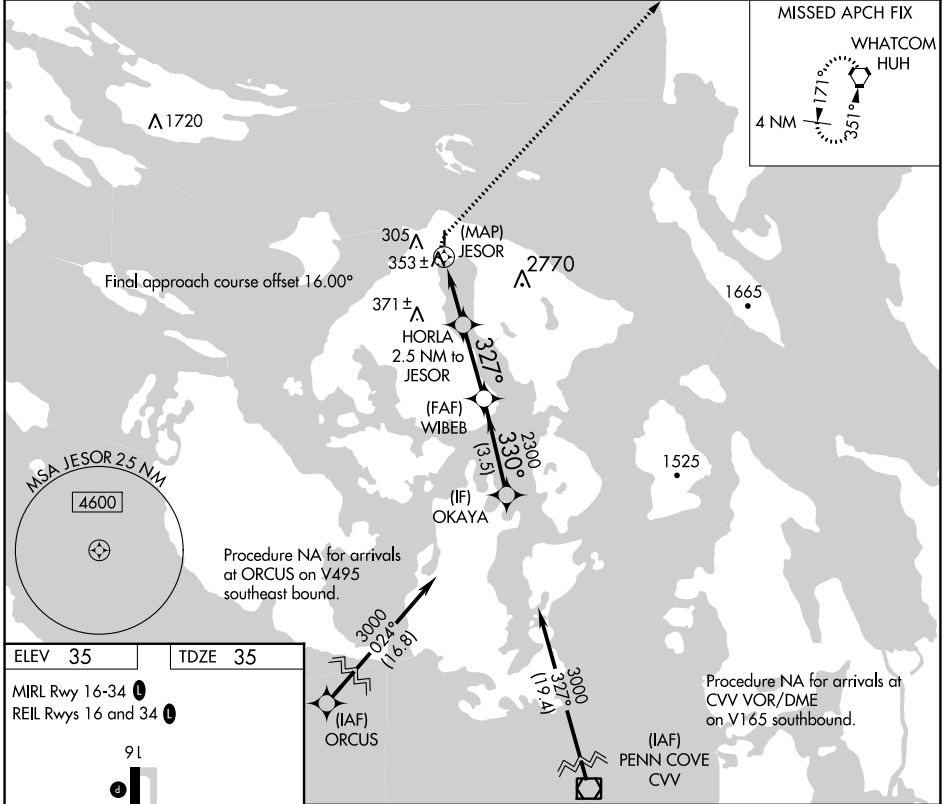 MISSED APCH FIX
WHATCOM
HUH
171°
351°
4 NM
1720
305
353 ±
(MAP)
JESOR
2770
Final approach course offset 16.00°
371 ±
1665
HORLA
2.5 NM to
JESOR
327°
(FAF)
WIBEB
2300
330°
(3.5)
1525
(IF)
OKAYA
MSA JESOR 25 NM
4600
Procedure NA for arrivals
at ORCUS on V495
southeast bound.
3000
024°
(16.8)
(IAF)
ORCUS
3000
327°
(19.4)
Procedure NA for arrivals at
CVV VOR/DME
on V165 southbound.
(IAF)
PENN COVE
CVV
ELEV 35
TDZE 35
MIRL Rwy 16-34 L
REIL Rwys 16 and 34 L
16
P